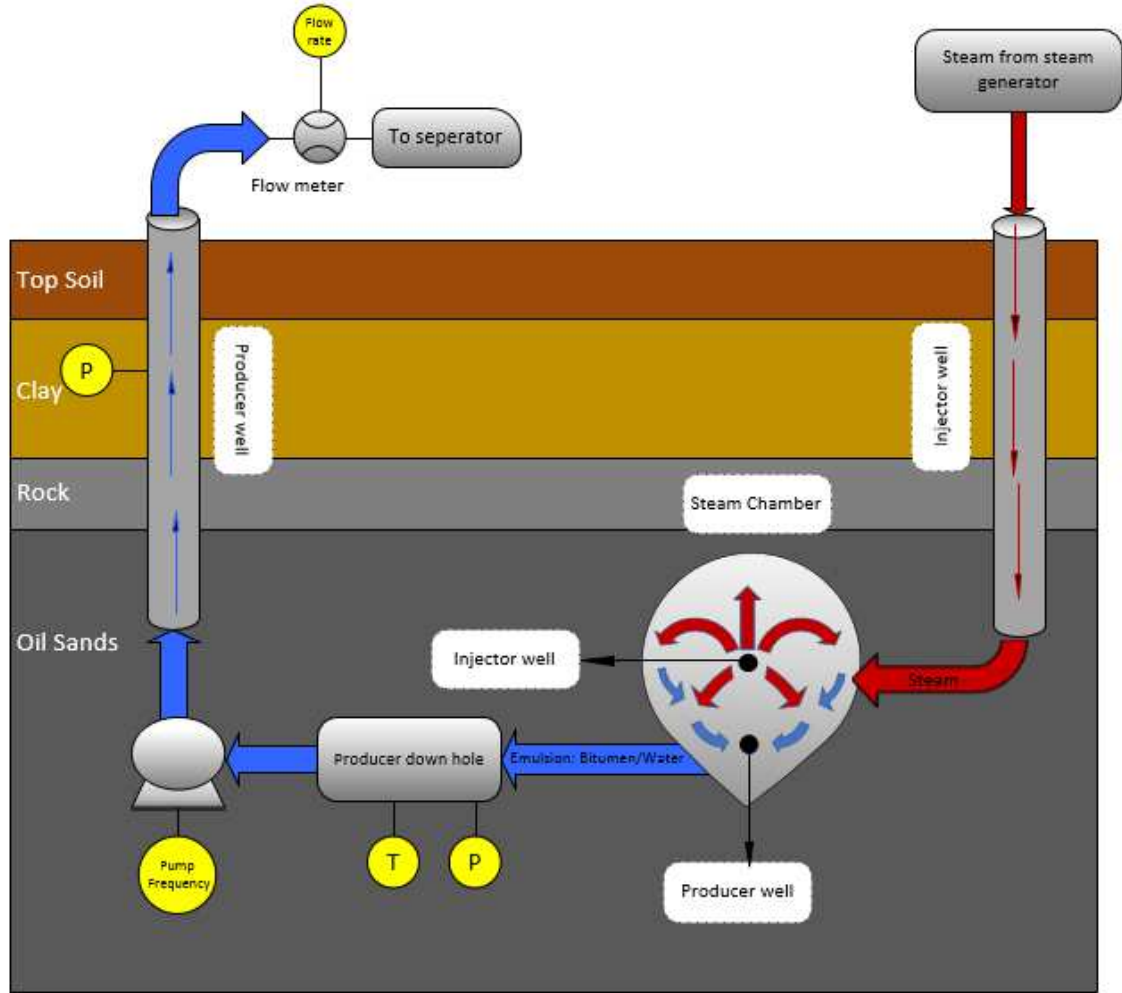 Flow
rate
Steam from steam
generator
To seperator
Flow meter
Top Soil
Producer well
Injector well
P
Clay
Rock
Steam Chamber
Oil Sands
Injector well
Steam
Producer down hole
Emulsion: Bitumen/Water
T
P
Pump
Frequency
Producer well